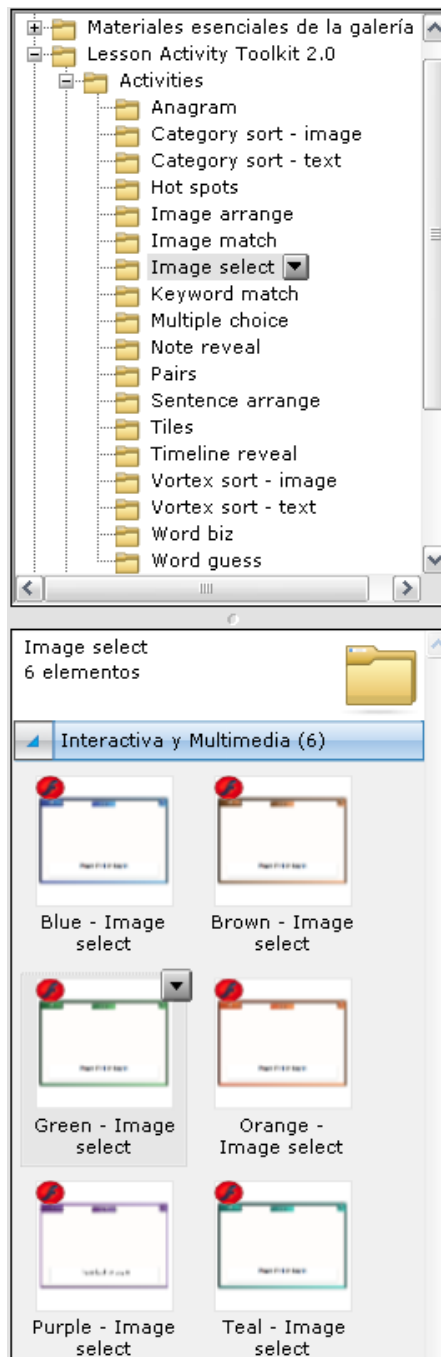 Materiales esenciales de la galería
Lesson Activity Toolkit 2.0
Activities
Anagram
Category sort - image
Category sort - text
Hot spots
Image arrange
Image match
Image select
Keyword match
Multiple choice
Note reveal
Pairs
Sentence arrange
Tiles
Timeline reveal
Vortex sort - image
Vortex sort - text
Word biz
Word guess
Image select
6 elementos
Interactiva y Multimedia (6)
Blue - Image
select
Brown - Image
select
Green - Image
select
Orange -
Image select
Purple - Image
select
Teal - Image
select